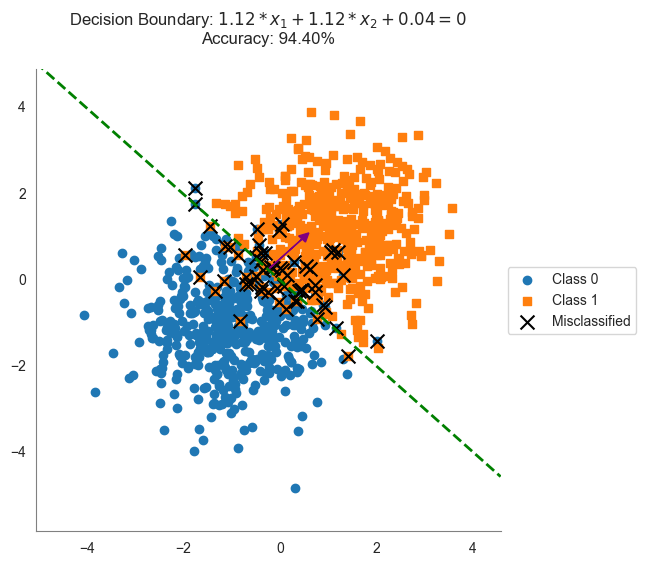 Decision Boundary: 1.12 * x₁ + 1.12 * x₂ + 0.04 = 0
Accuracy: 94.40%
4
2
0
−2
−4
−4
−2
0
2
4
Class 0
Class 1
Misclassified